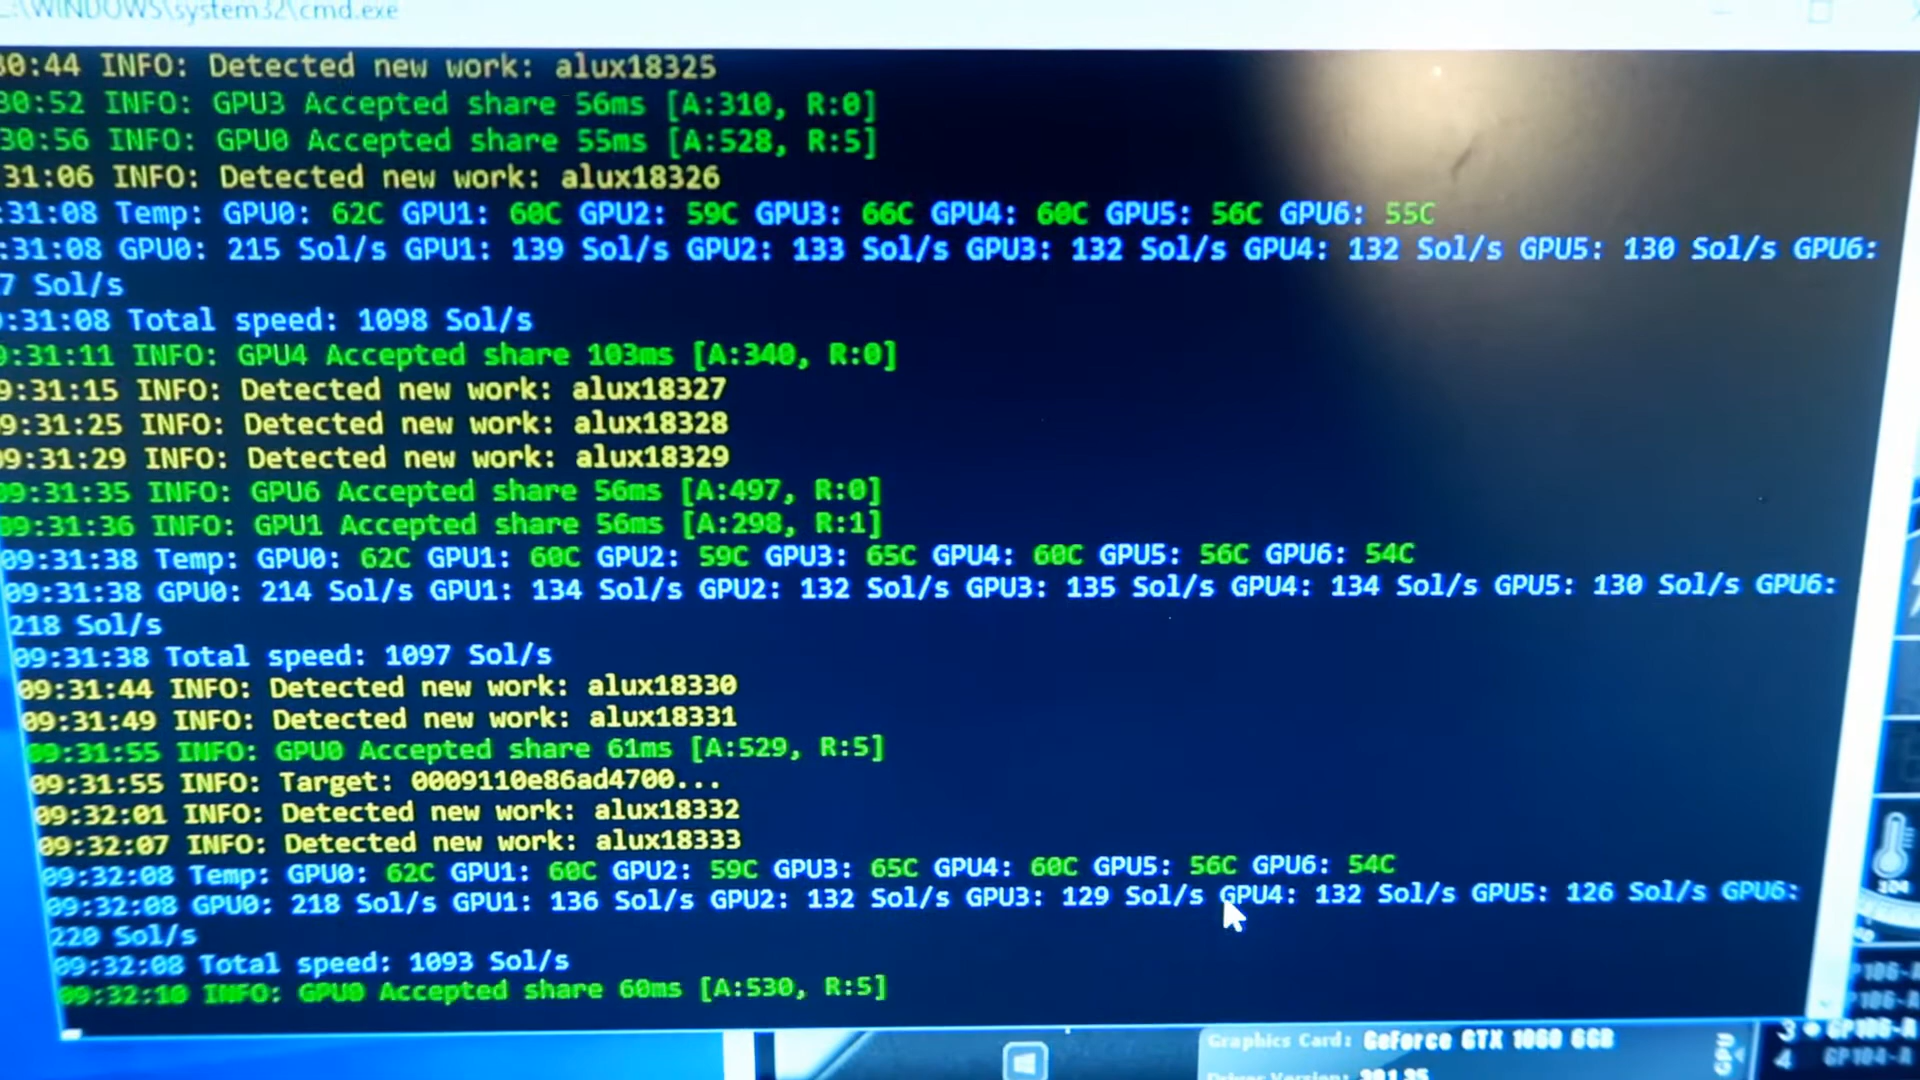 :\WINDOWS\system32\cmd.exe
30:44 INFO: Detected new work: alux18325
30:52 INFO: GPU3 Accepted share 56ms [A:310, R:0]
30:56 INFO: GPU0 Accepted share 55ms [A:528, R:5]
31:06 INFO: Detected new work: alux18326
:31:08 Temp: GPU0: 62C GPU1: 60C GPU2: 59C GPU3: 66C GPU4: 60C GPU5: 56C GPU6: 55C
:31:08 GPU0: 215 Sol/s GPU1: 139 Sol/s GPU2: 133 Sol/s GPU3: 132 Sol/s GPU4: 132 Sol/s GPU5: 130 Sol/s GPU6:
7 Sol/s
:31:08 Total speed: 1098 Sol/s
9:31:11 INFO: GPU4 Accepted share 103ms [A:340, R:0]
9:31:15 INFO: Detected new work: alux18327
9:31:25 INFO: Detected new work: alux18328
09:31:29 INFO: Detected new work: alux18329
09:31:35 INFO: GPU6 Accepted share 56ms [A:497, R:0]
09:31:36 INFO: GPU1 Accepted share 56ms [A:298, R:1]
09:31:38 Temp: GPU0: 62C GPU1: 60C GPU2: 59C GPU3: 65C GPU4: 60C GPU5: 56C GPU6: 54C
09:31:38 GPU0: 214 Sol/s GPU1: 134 Sol/s GPU2: 132 Sol/s GPU3: 135 Sol/s GPU4: 134 Sol/s GPU5: 130 Sol/s GPU6:
218 Sol/s
09:31:38 Total speed: 1097 Sol/s
09:31:44 INFO: Detected new work: alux18330
09:31:49 INFO: Detected new work: alux18331
09:31:55 INFO: GPU0 Accepted share 61ms [A:529, R:5]
09:31:55 INFO: Target: 0009110e86ad4700...
09:32:01 INFO: Detected new work: alux18332
09:32:07 INFO: Detected new work: alux18333
09:32:08 Temp: GPU0: 62C GPU1: 60C GPU2: 59C GPU3: 65C GPU4: 60C GPU5: 56C GPU6: 54C
09:32:08 GPU0: 218 Sol/s GPU1: 136 Sol/s GPU2: 132 Sol/s GPU3: 129 Sol/s GPU4: 132 Sol/s GPU5: 126 Sol/s GPU6:
220 Sol/s
09:32:08 Total speed: 1093 Sol/s
09:32:10 INFO: GPU0 Accepted share 60ms [A:530, R:5]
Graphics Card: GeForce GTX 1060 6GB
GPU
3 GP106-A
4 GP104-A